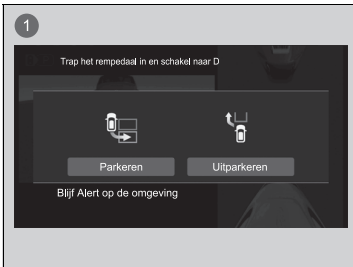 1
Trap het rempedaal in en schakel naar D
Parkeren
Uitparkeren
Blijf Alert op de omgeving